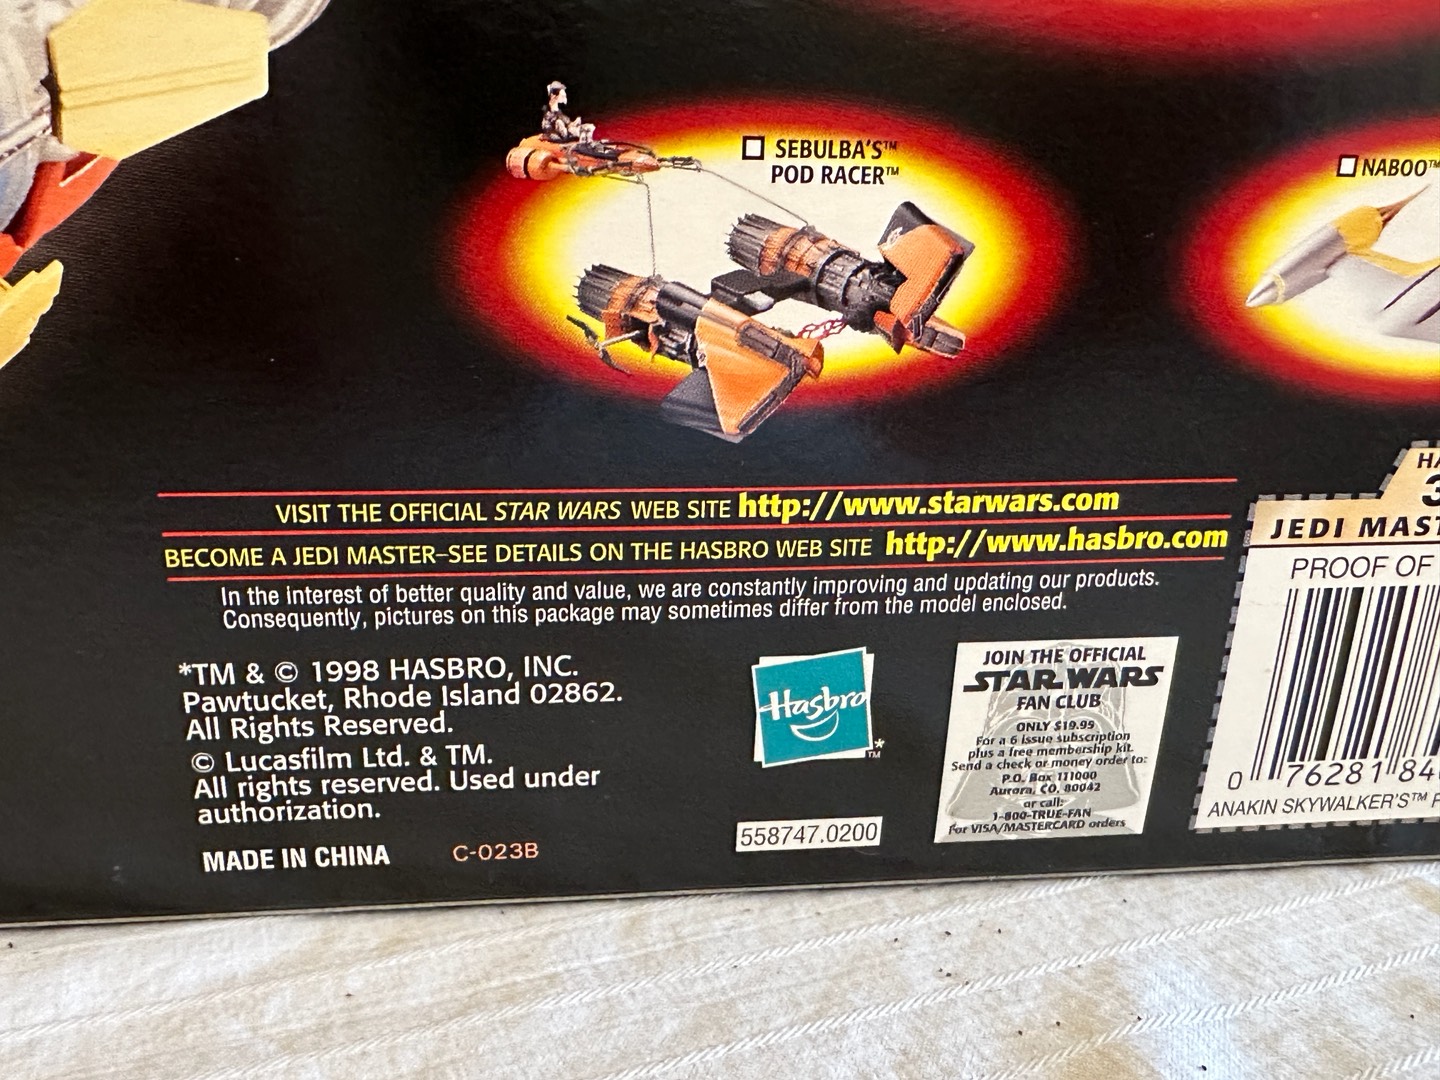 SEBULBA'S™
POD RACER™
NABOO™
VISIT THE OFFICIAL STAR WARS WEB SITE http://www.starwars.com
BECOME A JEDI MASTER–SEE DETAILS ON THE HASBRO WEB SITE http://www.hasbro.com
In the interest of better quality and value, we are constantly improving and updating our products.
Consequently, pictures on this package may sometimes differ from the model enclosed.
*TM & © 1998 HASBRO, INC.
Pawtucket, Rhode Island 02862.
All Rights Reserved.
© Lucasfilm Ltd. & TM.
All rights reserved. Used under
authorization.
MADE IN CHINA C-023B
Hasbro
*
TM
558747.0200
JOIN THE OFFICIAL
STAR WARS
FAN CLUB
ONLY $19.99
For a 6 issue subscription
plus a free membership kit.
Send a check or money order to:
P.O. Box 111000
Aurora, CO. 80042
or call:
1-800-TRUE-FAN
For VISA/MASTERCARD orders
JEDI
PROOF OF
0 76281 84
ANAKIN SKYWALKER'S™